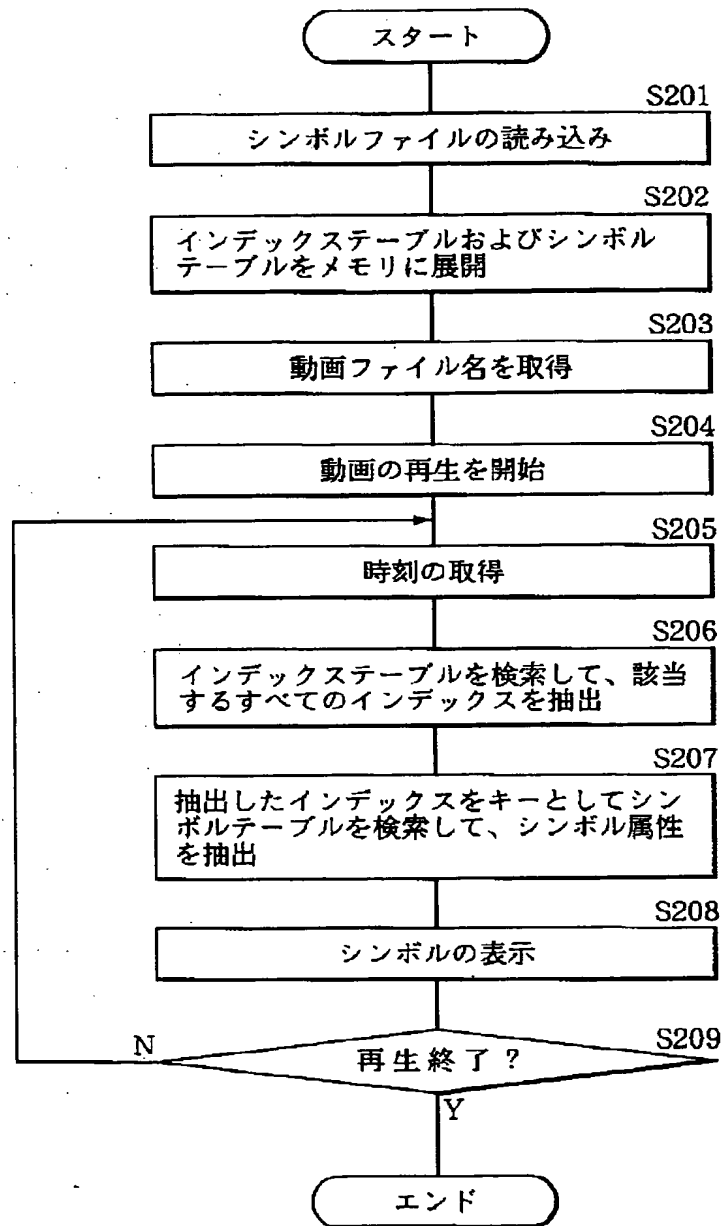 スタート
S201
シンボルファイルの読み込み
S202
インデックステーブルおよびシンボル
テーブルをメモリに展開
S203
動画ファイル名を取得
S204
動画の再生を開始
S205
時刻の取得
S206
インデックステーブルを検索して、該当
するすべてのインデックスを抽出
S207
抽出したインデックスをキーとしてシン
ボルテーブルを検索して、シンボル属性
を抽出
S208
シンボルの表示
S209
N
再生終了？
Y
エンド